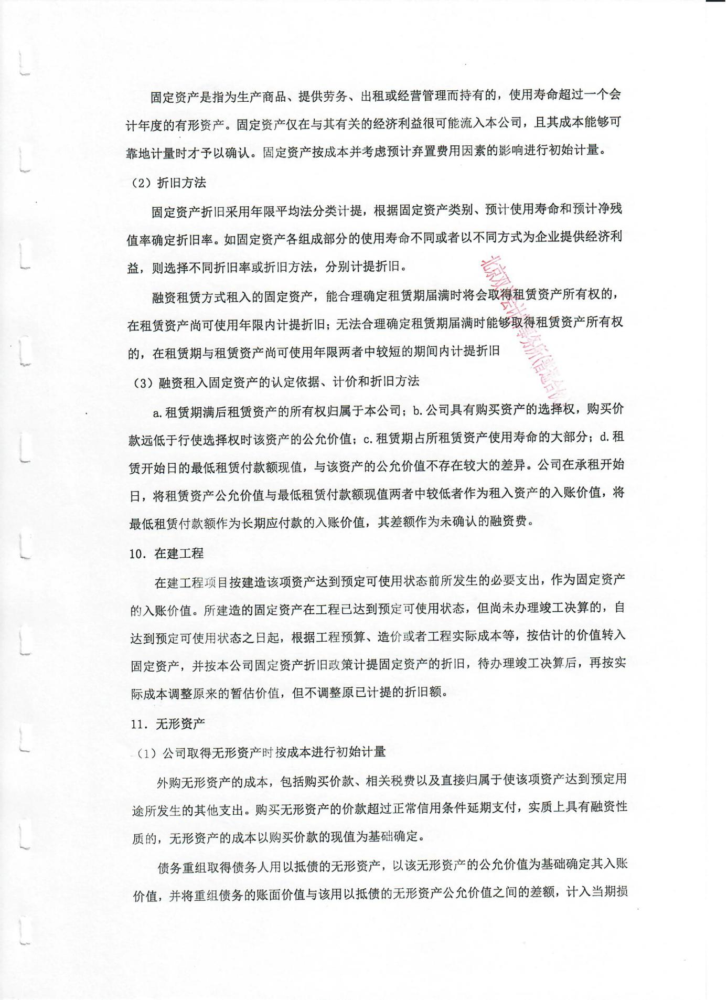 固定资产是指为生产商品、提供劳务、出租或经营管理而持有的，使用寿命超过一个会
计年度的有形资产。固定资产仅在与其有关的经济利益很可能流入本公司，且其成本能够可
靠地计量时才予以确认。固定资产按成本并考虑预计弃置费用因素的影响进行初始计量。
（2）折旧方法
固定资产折旧采用年限平均法分类计提，根据固定资产类别、预计使用寿命和预计净残
值率确定折旧率。如固定资产各组成部分的使用寿命不同或者以不同方式为企业提供经济利
益，则选择不同折旧率或折旧方法，分别计提折旧。
融资租赁方式租入的固定资产，能合理确定租赁期届满时将会取得租赁资产所有权的，
在租赁资产尚可使用年限内计提折旧；无法合理确定租赁期届满时能够取得租赁资产所有权
的，在租赁期与租赁资产尚可使用年限两者中较短的期间内计提折旧
（3）融资租入固定资产的认定依据、计价和折旧方法
a.租赁期满后租赁资产的所有权归属于本公司；b.公司具有购买资产的选择权，购买价
款远低于行使选择权时该资产的公允价值；c.租赁期占所租赁资产使用寿命的大部分；d.租
赁开始日的最低租赁付款额现值，与该资产的公允价值不存在较大的差异。公司在承租开始
日，将租赁资产公允价值与最低租赁付款额现值两者中较低者作为租入资产的入账价值，将
最低租赁付款额作为长期应付款的入账价值，其差额作为未确认的融资费。
10．在建工程
在建工程项目按建造该项资产达到预定可使用状态前所发生的必要支出，作为固定资产
的入账价值。所建造的固定资产在工程已达到预定可使用状态，但尚未办理竣工决算的，自
达到预定可使用状态之日起，根据工程预算、造价或者工程实际成本等，按估计的价值转入
固定资产，并按本公司固定资产折旧政策计提固定资产的折旧，待办理竣工决算后，再按实
际成本调整原来的暂估价值，但不调整原已计提的折旧额。
11．无形资产
（1）公司取得无形资产时按成本进行初始计量
外购无形资产的成本，包括购买价款、相关税费以及直接归属于使该项资产达到预定用
途所发生的其他支出。购买无形资产的价款超过正常信用条件延期支付，实质上具有融资性
质的，无形资产的成本以购买价款的现值为基础确定。
债务重组取得债务人用以抵债的无形资产，以该无形资产的公允价值为基础确定其入账
价值，并将重组债务的账面价值与该用以抵债的无形资产公允价值之间的差额，计入当期损